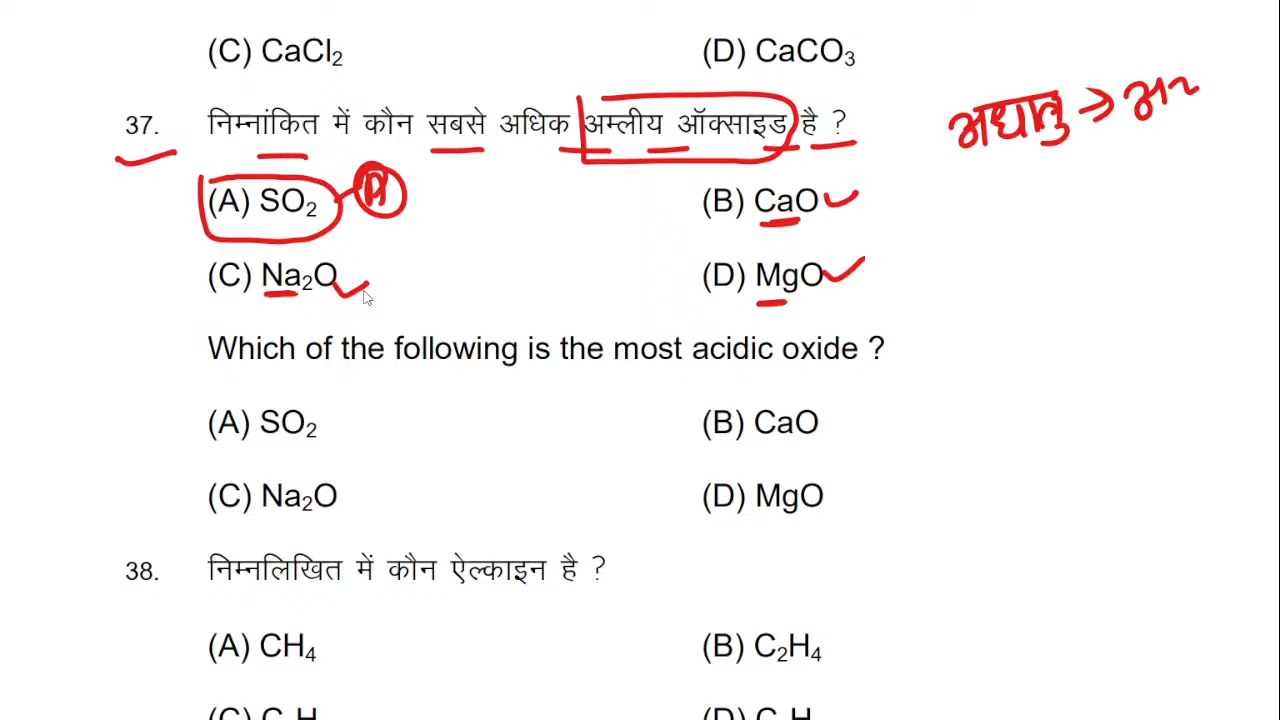 (C) CaCl₂ (D) CaCO₃
37. निम्नांकित में कौन सबसे अधिक अम्लीय ऑक्साइड है ? अधातु →
(A) SO₂ (B) CaO
(C) Na₂O (D) MgO
Which of the following is the most acidic oxide ?
(A) SO₂ (B) CaO
(C) Na₂O (D) MgO
38. निम्नलिखित में कौन ऐल्काइन है ?
(A) CH₄ (B) C₂H₄